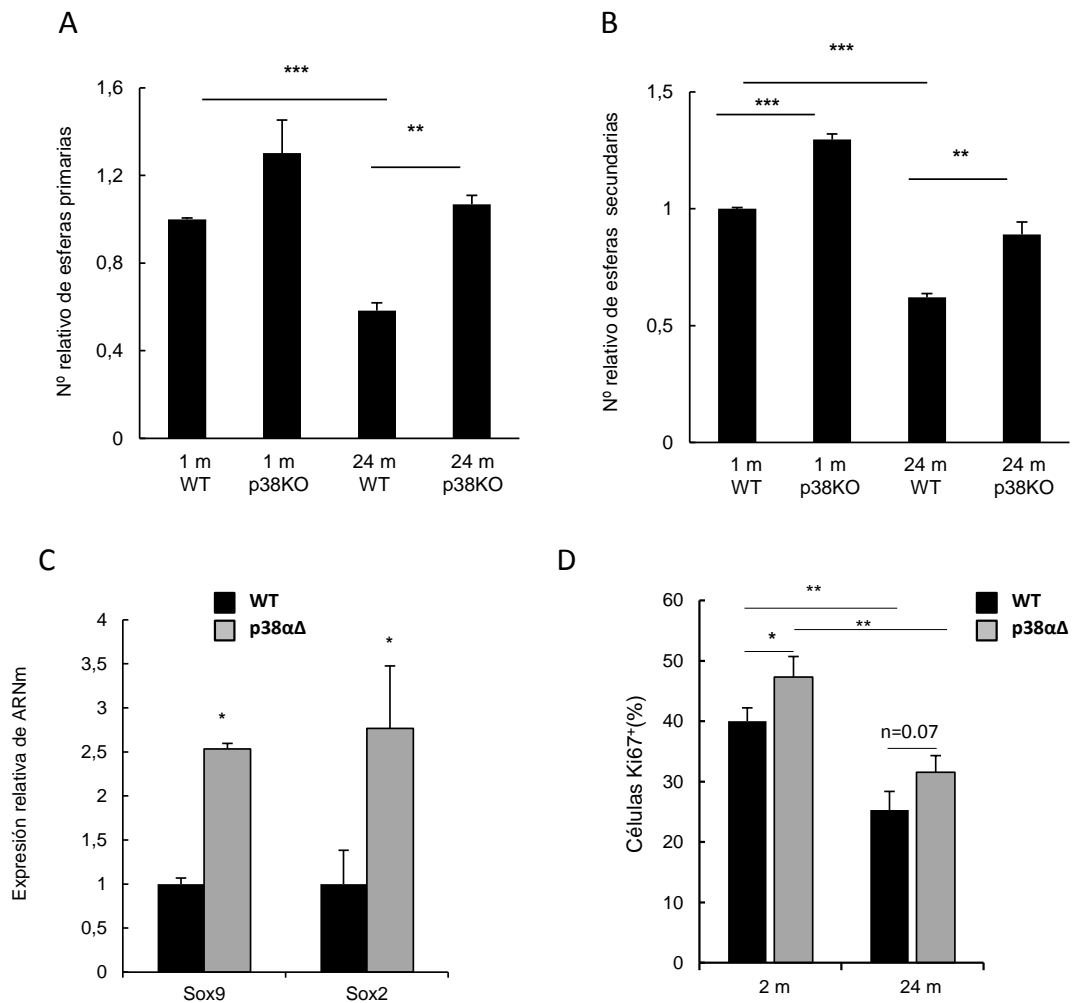 A
Nº relativo de esferas primarias
1,6
1,2
0,8
0,4
0
***
**
1 m
WT
1 m
p38KO
24 m
WT
24 m
p38KO
B
Nº relativo de esferas secundarias
1,5
1
0,5
0
***
***
**
1 m
WT
1 m
p38KO
24 m
WT
24 m
p38KO
C
WT
p38αΔ
Expresión relativa de ARNm
4
3,5
3
2,5
2
1,5
1
0,5
0
*
*
Sox9
Sox2
D
WT
p38αΔ
Células Ki67⁺(%)
60
50
40
30
20
10
0
**
**
*
n=0.07
2 m
24 m